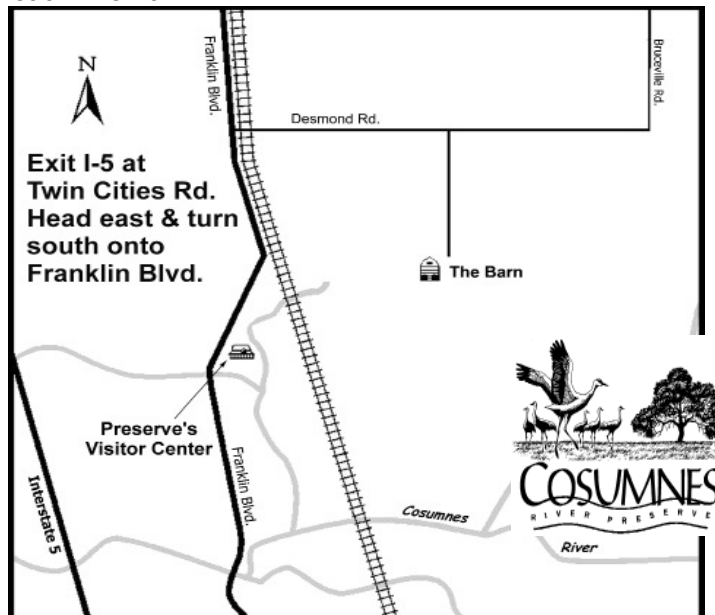 Franklin Blvd.
Bruceville Rd.
N
Desmond Rd.
Exit I-5 at
Twin Cities Rd.
Head east & turn
south onto
Franklin Blvd.
The Barn
Preserve's
Visitor Center
Interstate 5
Franklin Blvd.
Cosumnes
River
COSUMNES
RIVER PRESERVE